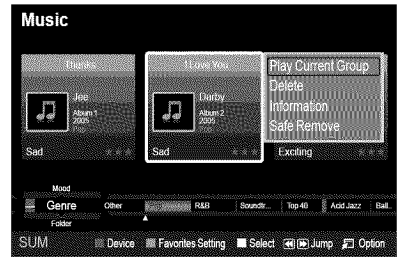 Music
Thanks
I Love You
Play Current Group
Delete
Information
Safe Remove
Jee
Album 1
2005
Pop
Darby
Album 2
2005
Pop
Sad
Sad
Exciting
Mood
Genre
Other
R&B
Soundtr...
Top 40
Acid Jazz
Ball..
Folder
SUM
Device
Favorites Setting
Select
Jump
Option